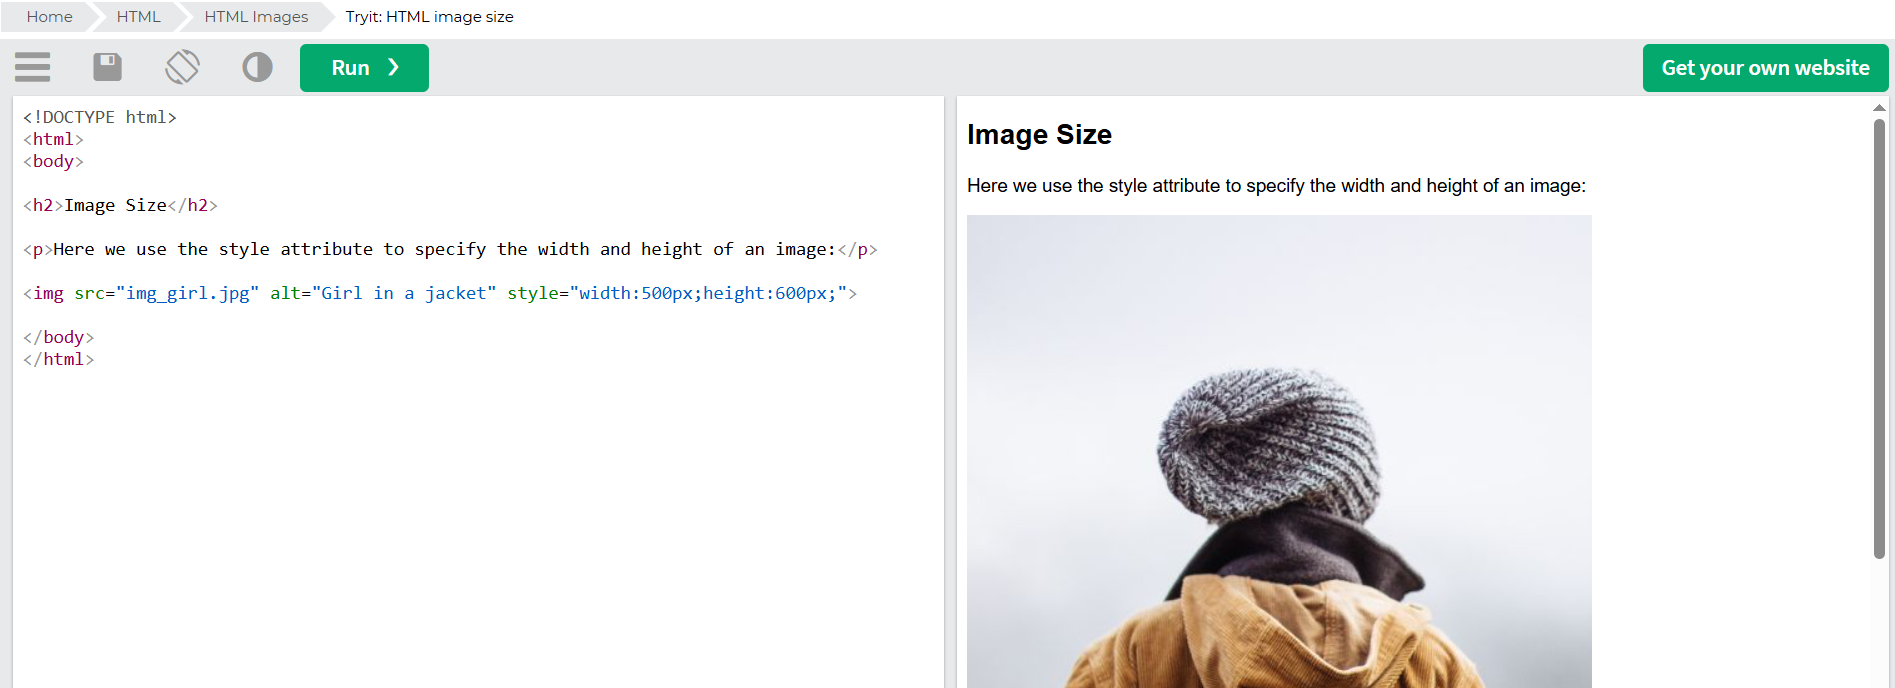 Home HTML HTML Images Tryit: HTML image size
Run ❯
Get your own website
<!DOCTYPE html>
<html>
<body>
<h2>Image Size</h2>
<p>Here we use the style attribute to specify the width and height of an image:</p>
<img src="img_girl.jpg" alt="Girl in a jacket" style="width:500px;height:600px;">
</body>
</html>
Image Size
Here we use the style attribute to specify the width and height of an image: